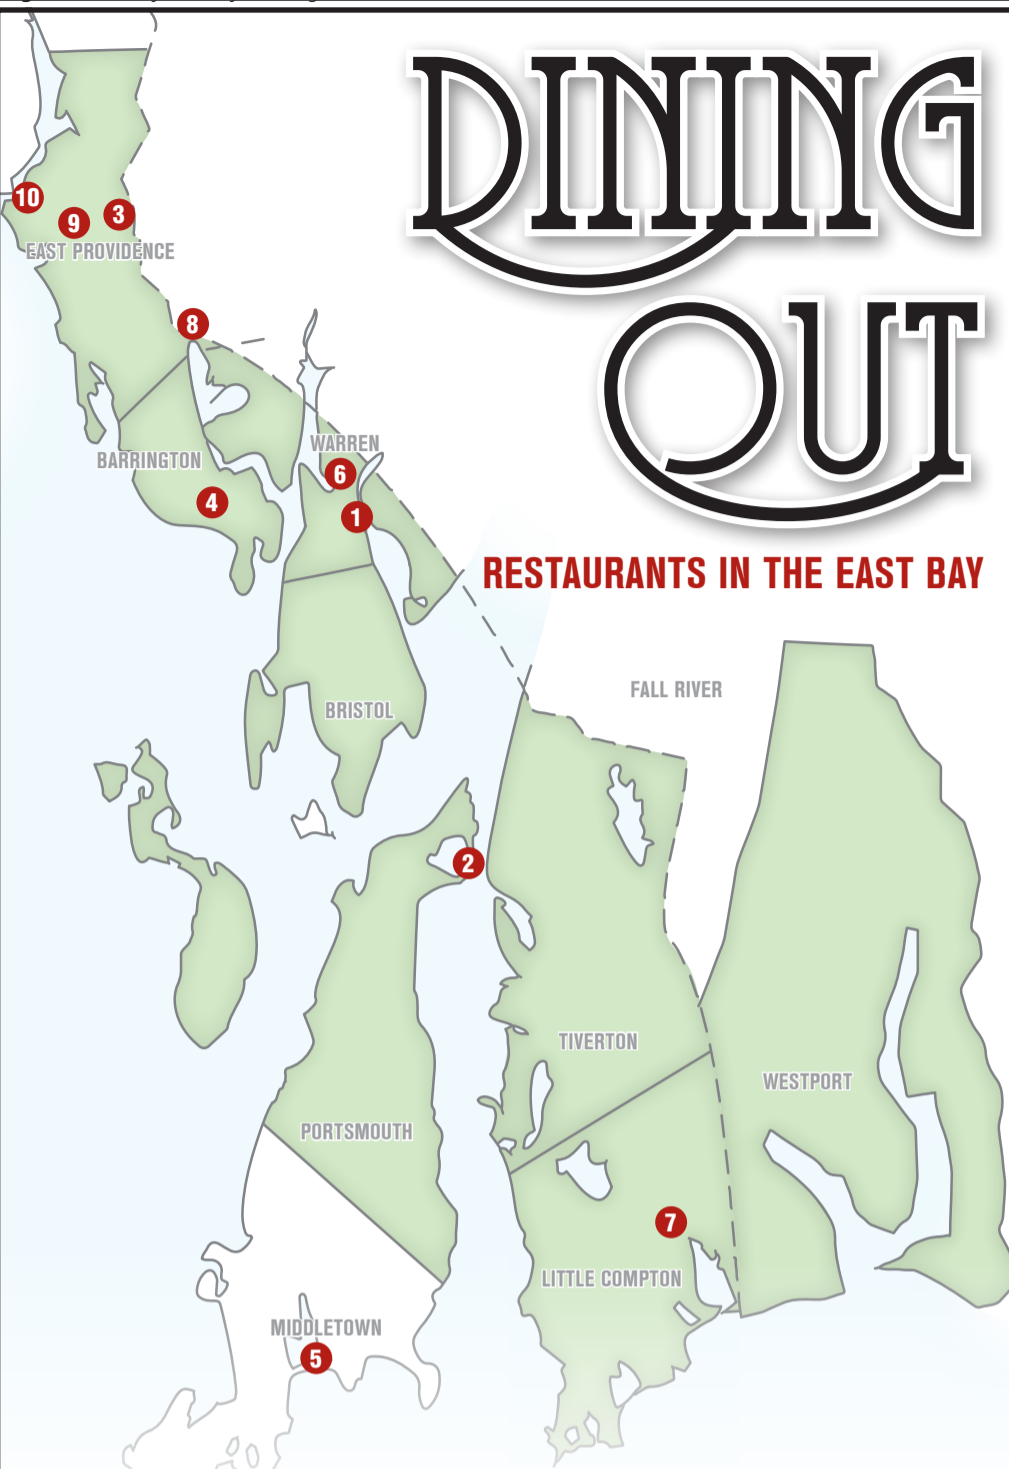 DINING
OUT
RESTAURANTS IN THE EAST BAY
10
9
3
EAST PROVIDENCE
8
WARREN
BARRINGTON
6
4
1
FALL RIVER
BRISTOL
2
TIVERTON
WESTPORT
PORTSMOUTH
7
LITTLE COMPTON
MIDDLETOWN
5